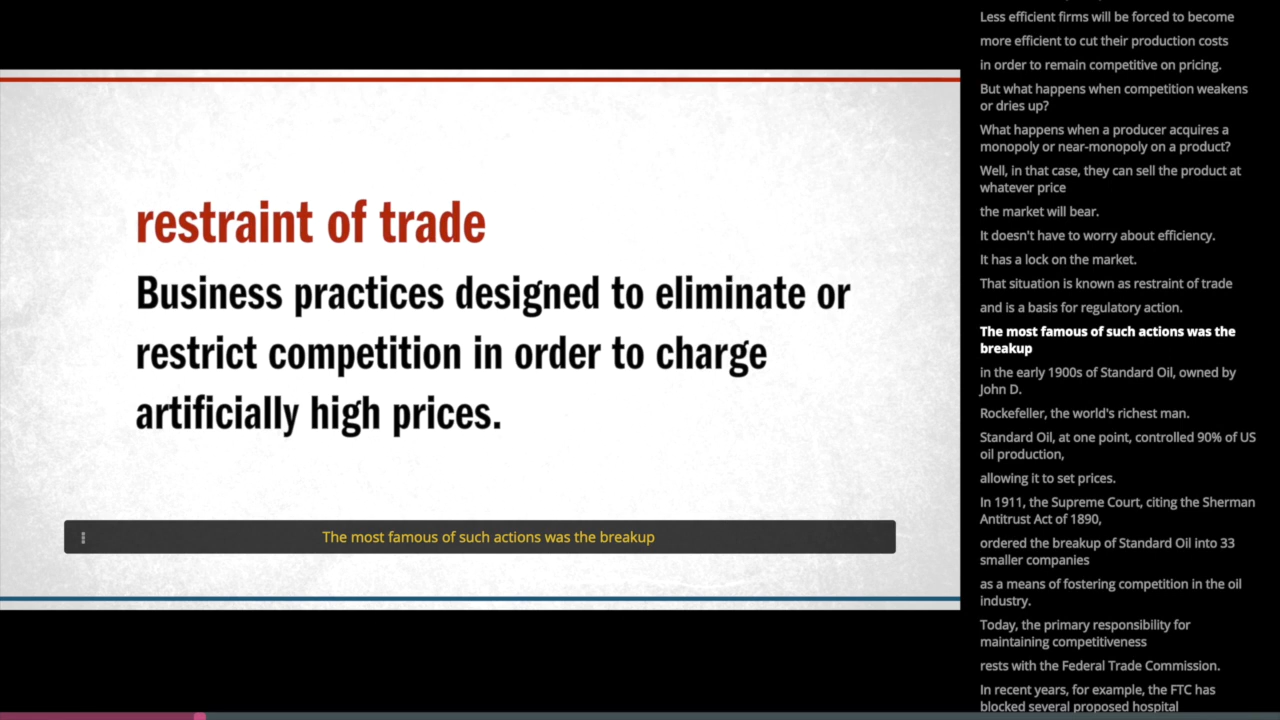 restraint of trade
Business practices designed to eliminate or
restrict competition in order to charge
artificially high prices.
The most famous of such actions was the breakup
Less efficient firms will be forced to become
more efficient to cut their production costs
in order to remain competitive on pricing.
But what happens when competition weakens
or dries up?
What happens when a producer acquires a
monopoly or near-monopoly on a product?
Well, in that case, they can sell the product at
whatever price
the market will bear.
It doesn't have to worry about efficiency.
It has a lock on the market.
That situation is known as restraint of trade
and is a basis for regulatory action.
The most famous of such actions was the
breakup
in the early 1900s of Standard Oil, owned by
John D.
Rockefeller, the world's richest man.
Standard Oil, at one point, controlled 90% of US
oil production,
allowing it to set prices.
In 1911, the Supreme Court, citing the Sherman
Antitrust Act of 1890,
ordered the breakup of Standard Oil into 33
smaller companies
as a means of fostering competition in the oil
industry.
Today, the primary responsibility for
maintaining competitiveness
rests with the Federal Trade Commission.
In recent years, for example, the FTC has
blocked several proposed hospital